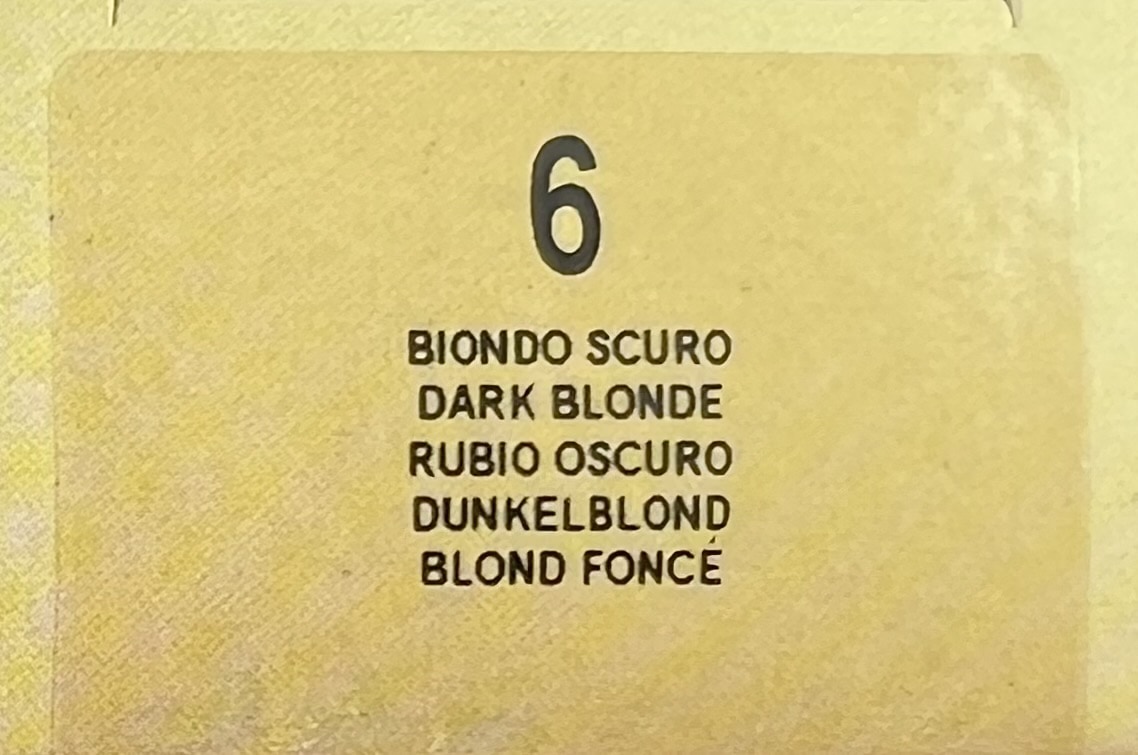 6
BIONDO SCURO
DARK BLONDE
RUBIO OSCURO
DUNKELBLOND
BLOND FONCÉ